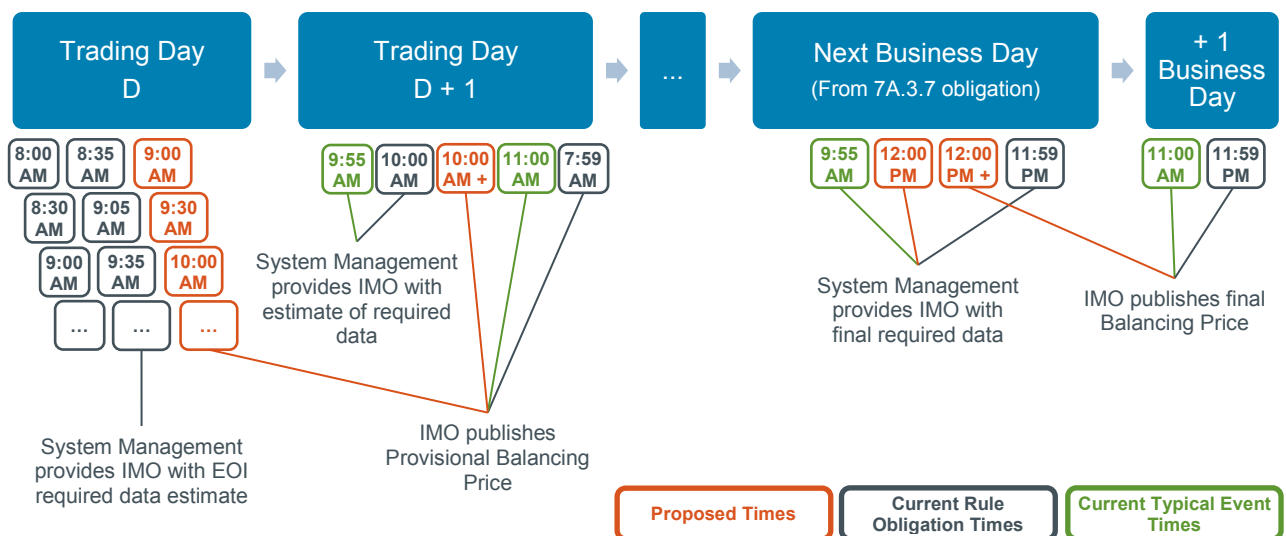 Trading Day
D
Trading Day
D + 1
...
Next Business Day
(From 7A.3.7 obligation)
+ 1
Business
Day
8:00
AM
8:35
AM
9:00
AM
8:30
AM
9:05
AM
9:30
AM
9:00
AM
9:35
AM
10:00
AM
...
...
...
9:55
AM
10:00
AM
10:00
AM +
11:00
AM
7:59
AM
9:55
AM
12:00
PM
12:00
PM +
11:59
PM
11:00
AM
11:59
PM
System Management
provides IMO with
estimate of required
data
System Management
provides IMO with
final required data
IMO publishes final
Balancing Price
System Management
provides IMO with EOI
required data estimate
IMO publishes
Provisional Balancing
Price
Proposed Times
Current Rule
Obligation Times
Current Typical Event
Times